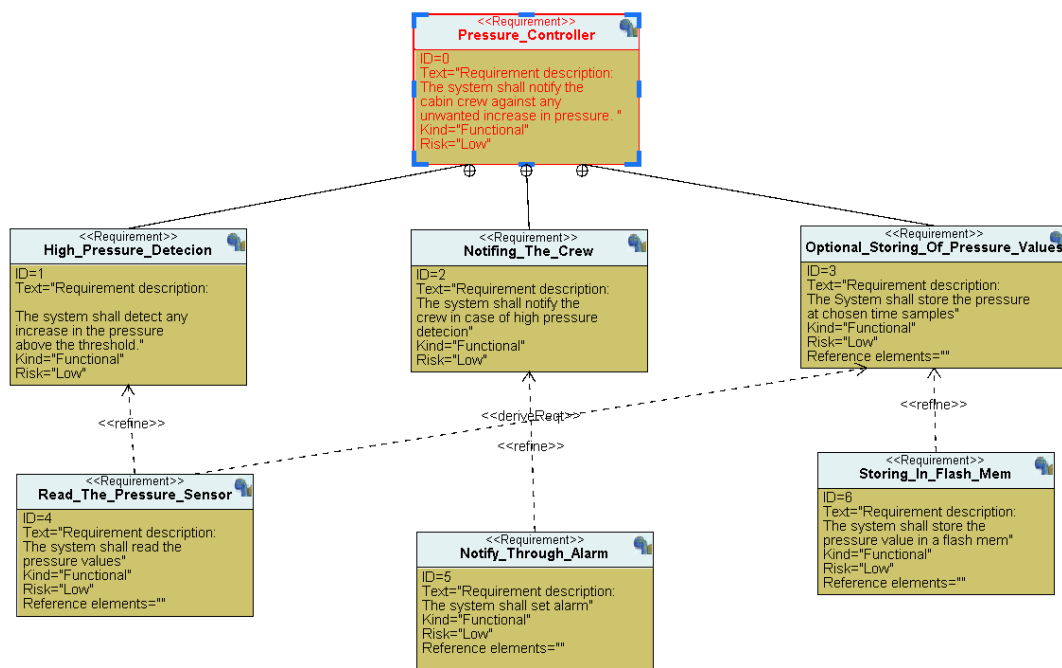 <<Requirement>>
Pressure_Controller
ID=0
Text="Requirement description:
The system shall notify the
cabin crew against any
unwanted increase in pressure. "
Kind="Functional"
Risk="Low"
<<Requirement>>
High_Pressure_Detecion
ID=1
Text="Requirement description:
The system shall detect any
increase in the pressure
above the threshold."
Kind="Functional"
Risk="Low"
<<Requirement>>
Notifing_The_Crew
ID=2
Text="Requirement description:
The system shall notify the
crew in case of high pressure
detecion"
Kind="Functional"
Risk="Low"
<<Requirement>>
Optional_Storing_Of_Pressure_Values
ID=3
Text="Requirement description:
The System shall store the pressure
at chosen time samples"
Kind="Functional"
Risk="Low"
Reference elements=""
<<refine>>
<<deriveReqt>>
<<refine>>
<<refine>>
<<Requirement>>
Read_The_Pressure_Sensor
ID=4
Text="Requirement description:
The system shall read the
pressure values"
Kind="Functional"
Risk="Low"
Reference elements=""
<<Requirement>>
Notify_Through_Alarm
ID=5
Text="Requirement description:
The system shall set alarm"
Kind="Functional"
Risk="Low"
Reference elements=""
<<Requirement>>
Storing_In_Flash_Mem
ID=6
Text="Requirement description:
The system shall store the
pressure value in a flash mem"
Kind="Functional"
Risk="Low"
Reference elements=""